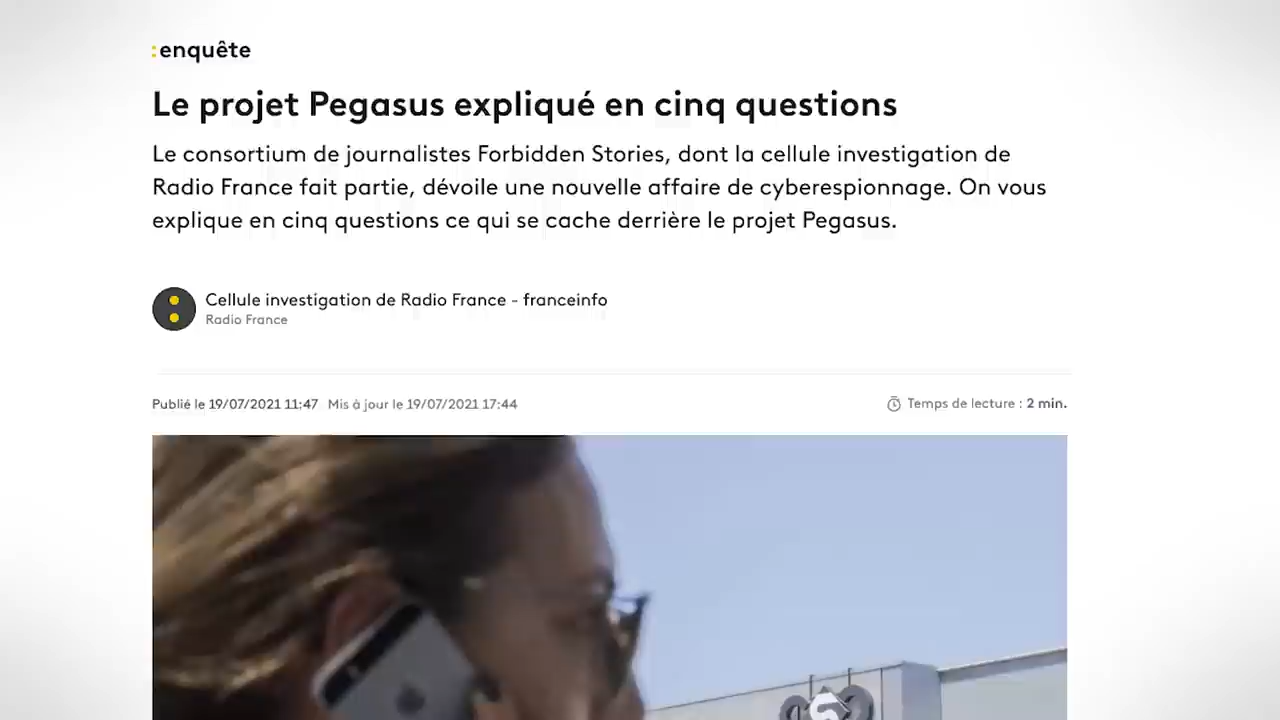 :enquête
Le projet Pegasus expliqué en cinq questions
Le consortium de journalistes Forbidden Stories, dont la cellule investigation de
Radio France fait partie, dévoile une nouvelle affaire de cyberespionnage. On vous
explique en cinq questions ce qui se cache derrière le projet Pegasus.
Cellule investigation de Radio France - franceinfo
Radio France
Publié le 19/07/2021 11:47 Mis à jour le 19/07/2021 17:44
Temps de lecture : 2 min.